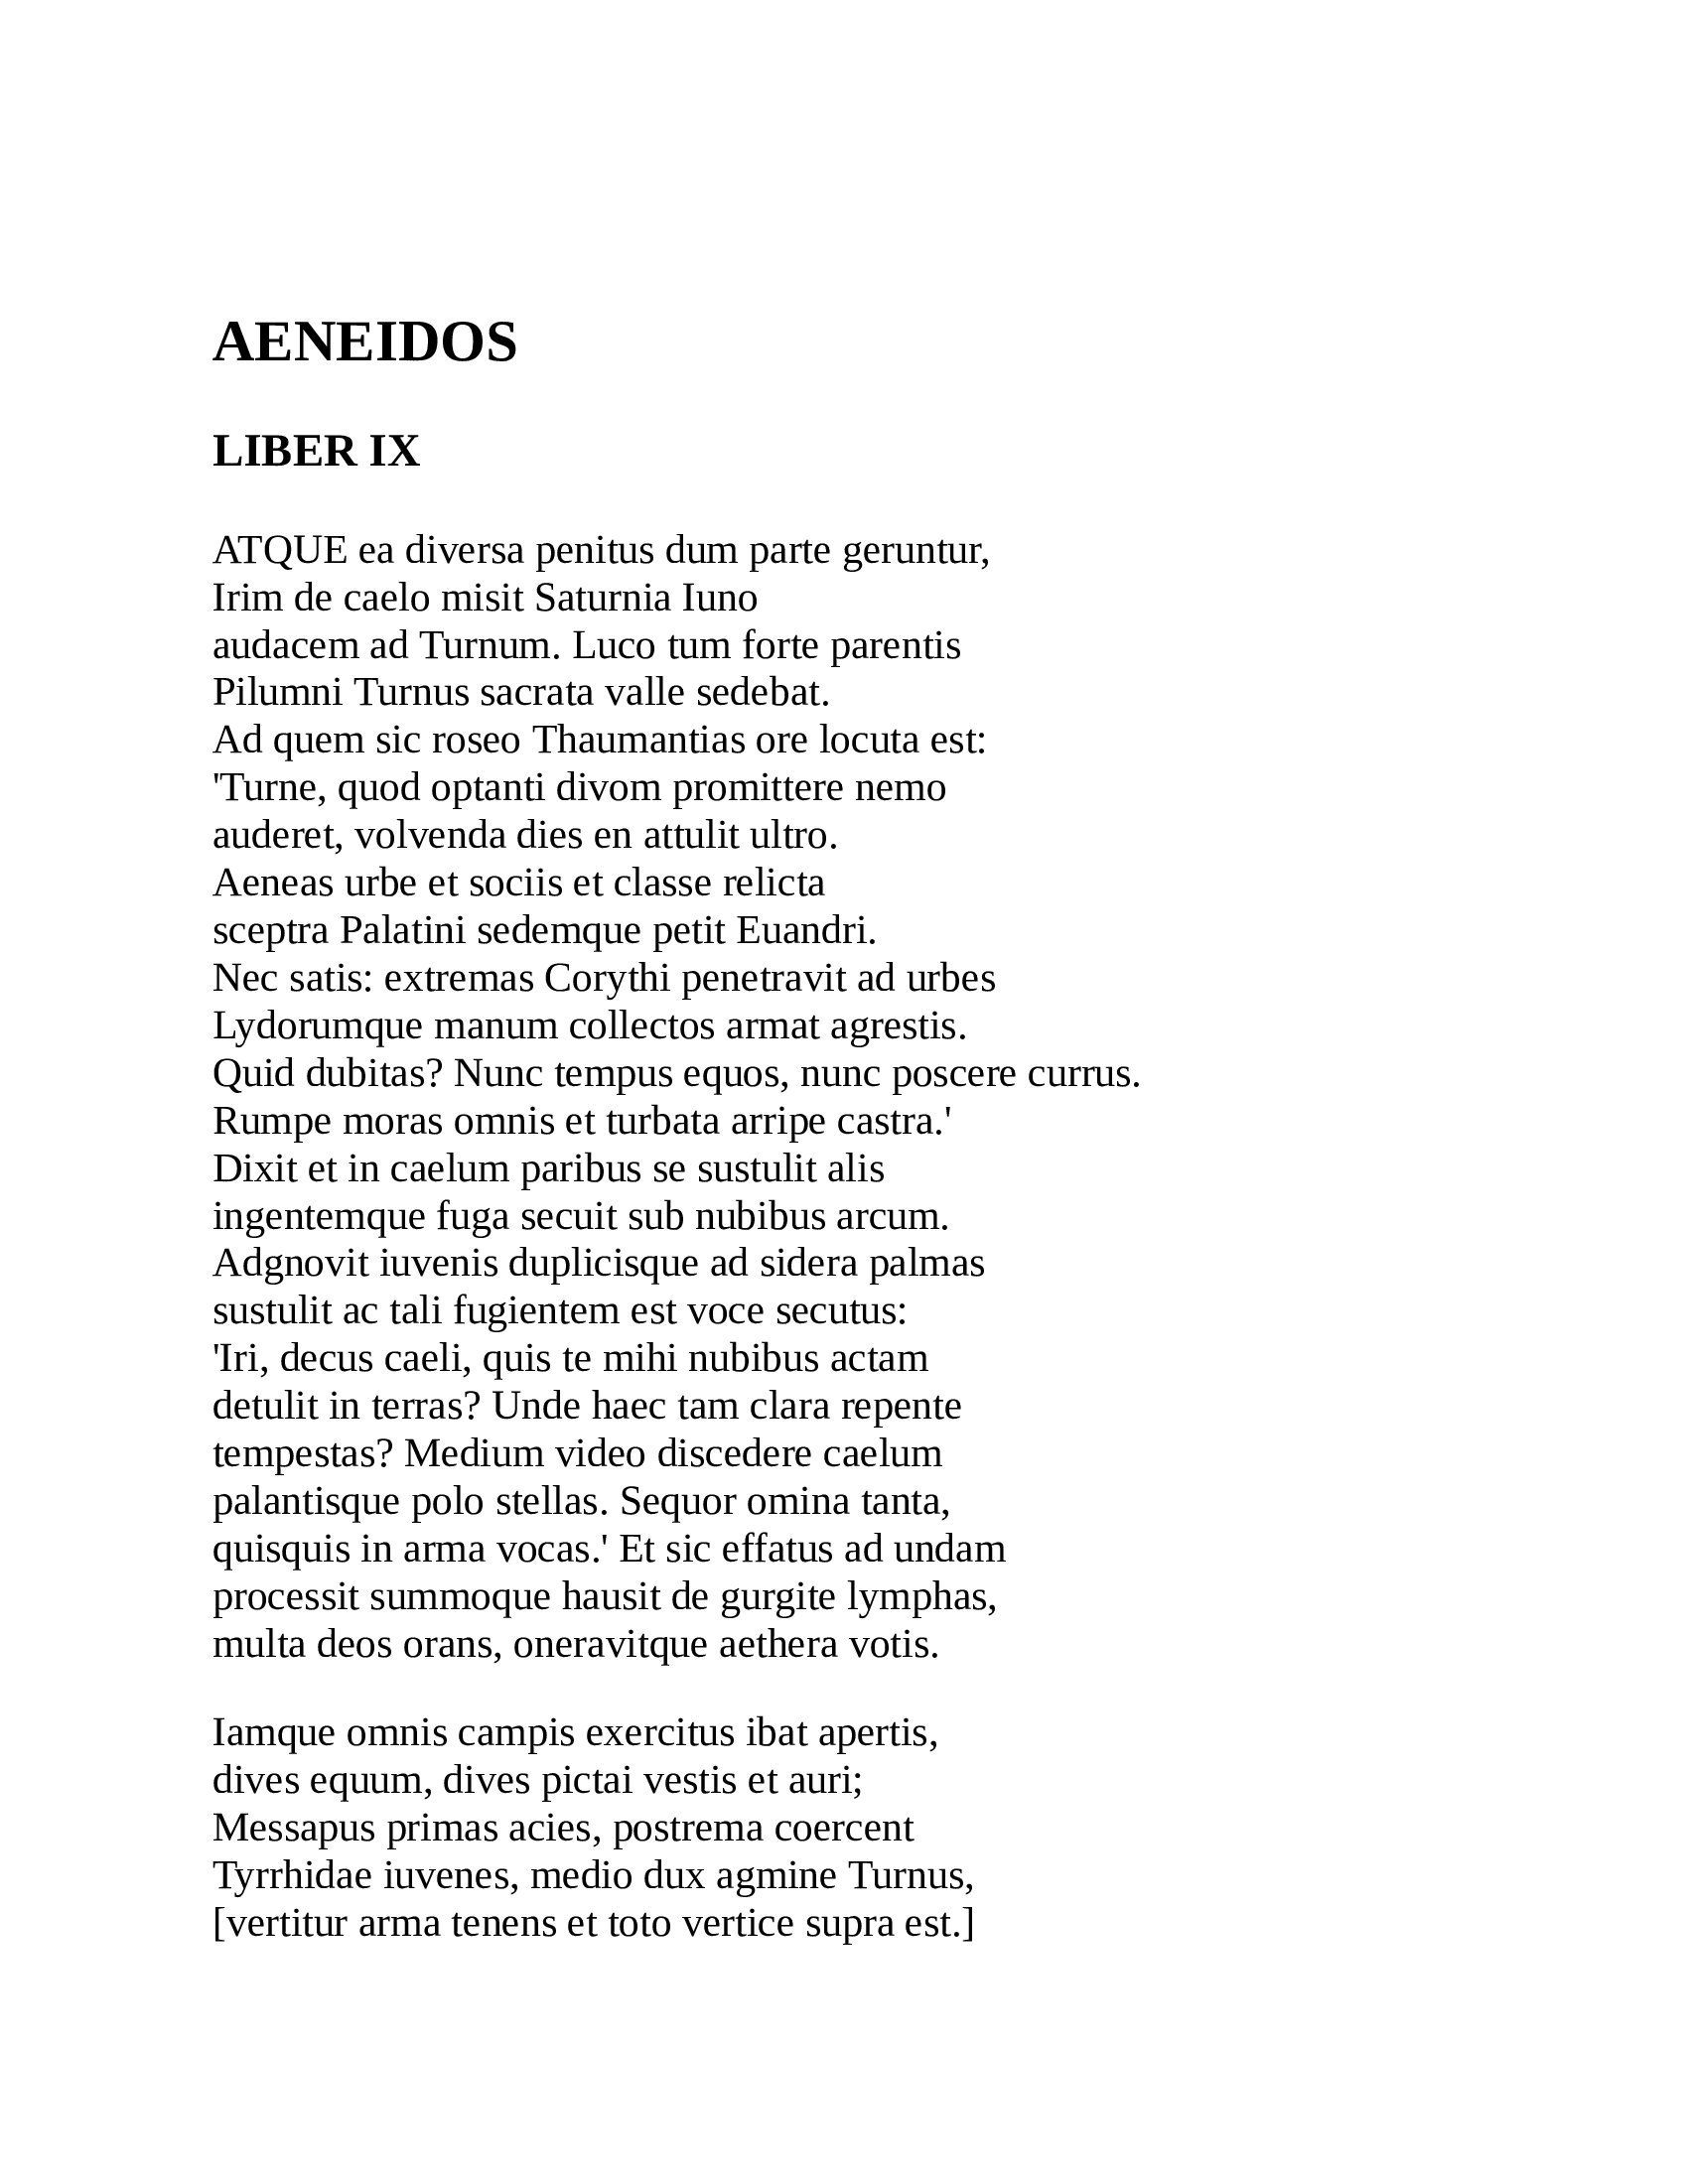 AENEIDOS
LIBER IX
ATQUE ea diversa penitus dum parte geruntur,
Irim de caelo misit Saturnia Iuno
audacem ad Turnum. Luco tum forte parentis
Pilumni Turnus sacrata valle sedebat.
Ad quem sic roseo Thaumantias ore locuta est:
'Turne, quod optanti divom promittere nemo
auderet, volvenda dies en attulit ultro.
Aeneas urbe et sociis et classe relicta
sceptra Palatini sedemque petit Euandri.
Nec satis: extremas Corythi penetravit ad urbes
Lydorumque manum collectos armat agrestis.
Quid dubitas? Nunc tempus equos, nunc poscere currus.
Rumpe moras omnis et turbata arripe castra.'
Dixit et in caelum paribus se sustulit alis
ingentemque fuga secuit sub nubibus arcum.
Adgnovit iuvenis duplicisque ad sidera palmas
sustulit ac tali fugientem est voce secutus:
'Iri, decus caeli, quis te mihi nubibus actam
detulit in terras? Unde haec tam clara repente
tempestas? Medium video discedere caelum
palantisque polo stellas. Sequor omina tanta,
quisquis in arma vocas.' Et sic effatus ad undam
processit summoque hausit de gurgite lymphas,
multa deos orans, oneravitque aethera votis.
Iamque omnis campis exercitus ibat apertis,
dives equum, dives pictai vestis et auri;
Messapus primas acies, postrema coercent
Tyrrhidae iuvenes, medio dux agmine Turnus,
[vertitur arma tenens et toto vertice supra est.]